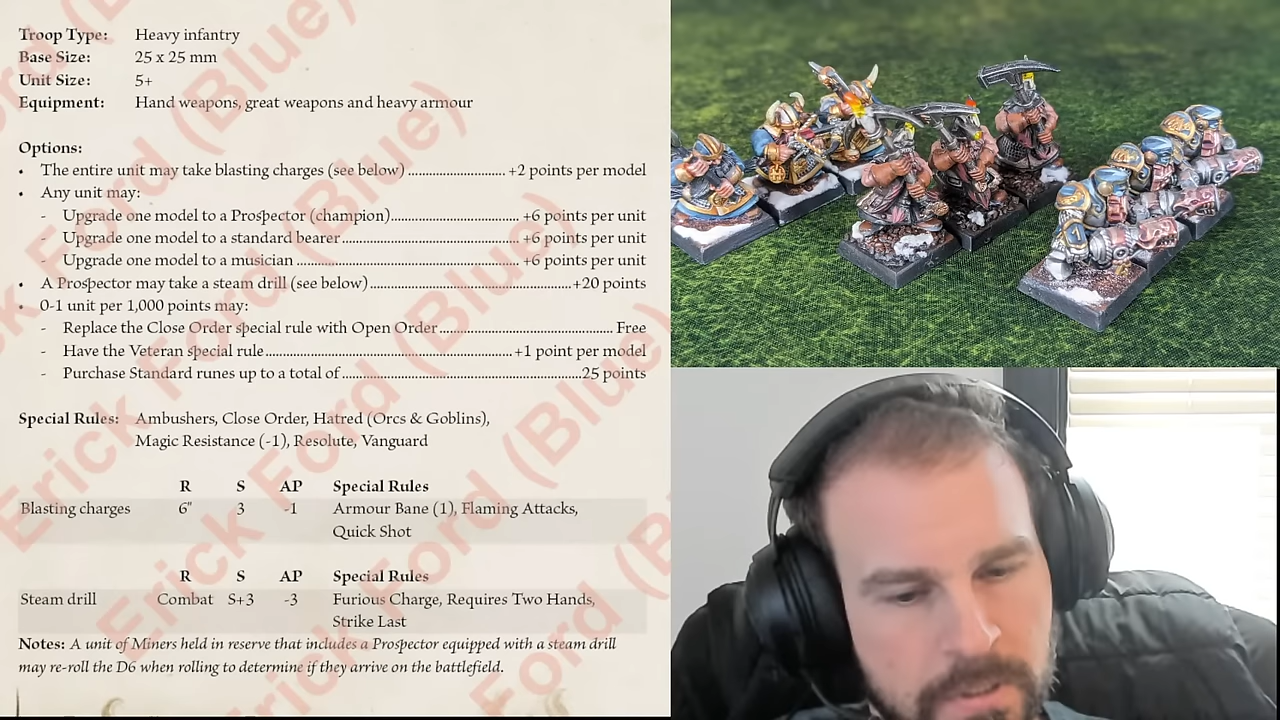 Troop Type: Heavy infantry
Base Size: 25 x 25 mm
Unit Size: 5+
Equipment: Hand weapons, great weapons and heavy armour
Options:
• The entire unit may take blasting charges (see below) ............................ +2 points per model
• Any unit may:
- Upgrade one model to a Prospector (champion)..................................... +6 points per unit
- Upgrade one model to a standard bearer.................................................. +6 points per unit
- Upgrade one model to a musician ............................................................... +6 points per unit
• A Prospector may take a steam drill (see below)..........................................................+20 points
• 0-1 unit per 1,000 points may:
- Replace the Close Order special rule with Open Order.................................................. Free
- Have the Veteran special rule.......................................................................+1 point per model
- Purchase Standard runes up to a total of....................................................................25 points
Special Rules: Ambushers, Close Order, Hatred (Orcs & Goblins),
Magic Resistance (-1), Resolute, Vanguard
R S AP Special Rules
Blasting charges 6" 3 -1 Armour Bane (1), Flaming Attacks,
Quick Shot
R S AP Special Rules
Steam drill Combat S+3 -3 Furious Charge, Requires Two Hands,
Strike Last
Notes: A unit of Miners held in reserve that includes a Prospector equipped with a steam drill
may re-roll the D6 when rolling to determine if they arrive on the battlefield.
Erick Ford (Blue)